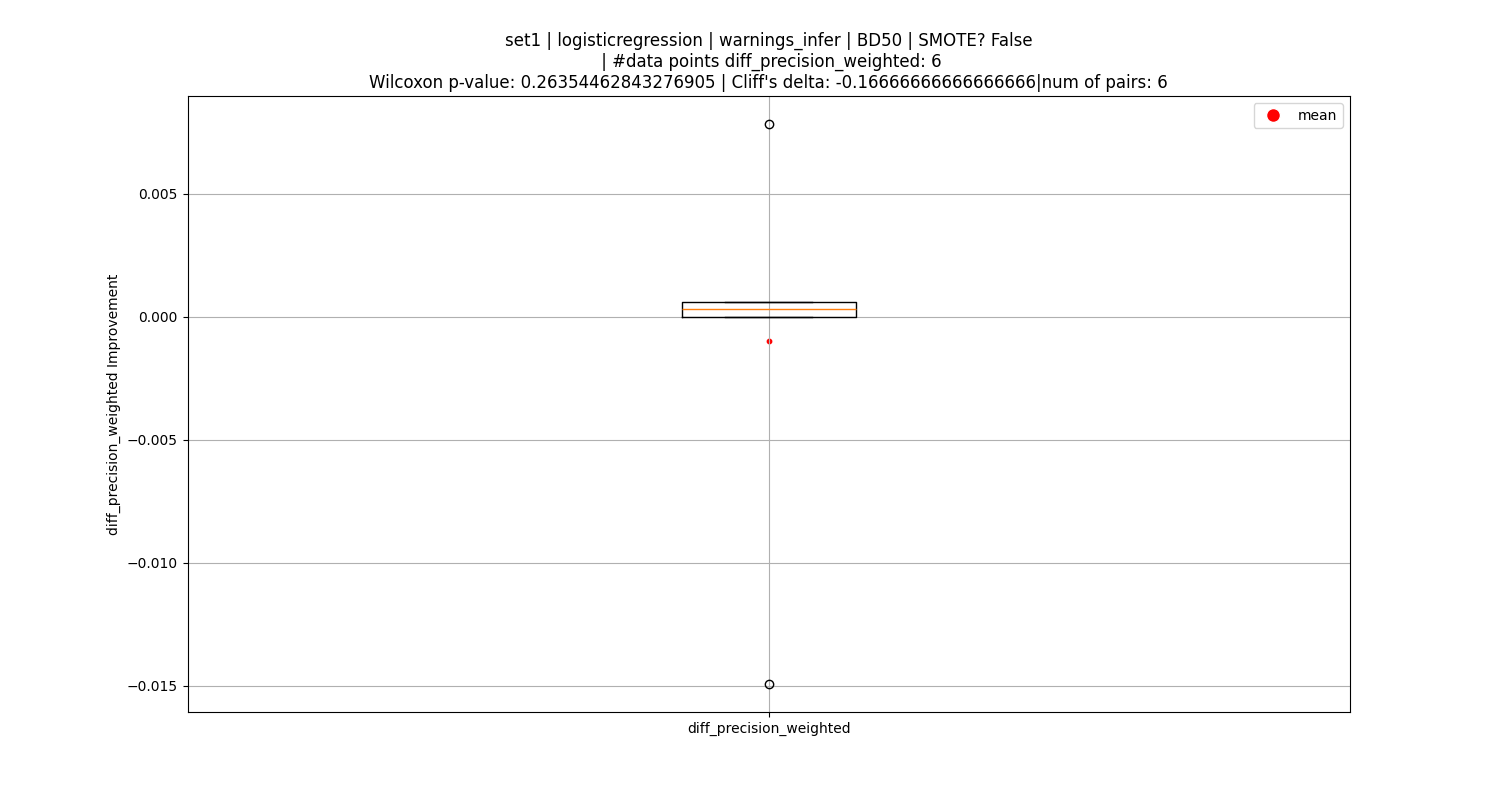 set1 | logisticregression | warnings_infer | BD50 | SMOTE? False
| #data points diff_precision_weighted: 6
Wilcoxon p-value: 0.26354462843276905 | Cliff's delta: -0.16666666666666666|num of pairs: 6
mean
0.005
0.000
−0.005
−0.010
−0.015
diff_precision_weighted Improvement
diff_precision_weighted